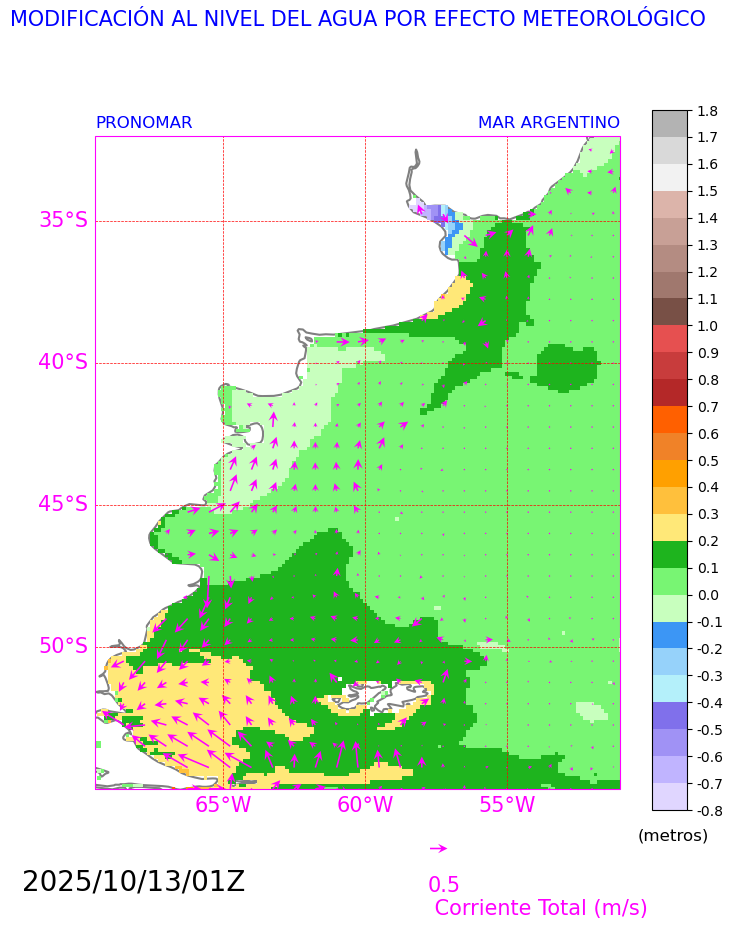 MODIFICACIÓN AL NIVEL DEL AGUA POR EFECTO METEOROLÓGICO
PRONOMAR
MAR ARGENTINO
35°S
40°S
45°S
50°S
65°W
60°W
55°W
1.8
1.7
1.6
1.5
1.4
1.3
1.2
1.1
1.0
0.9
0.8
0.7
0.6
0.5
0.4
0.3
0.2
0.1
0.0
-0.1
-0.2
-0.3
-0.4
-0.5
-0.6
-0.7
-0.8
(metros)
2025/10/13/01Z
0.5
Corriente Total (m/s)